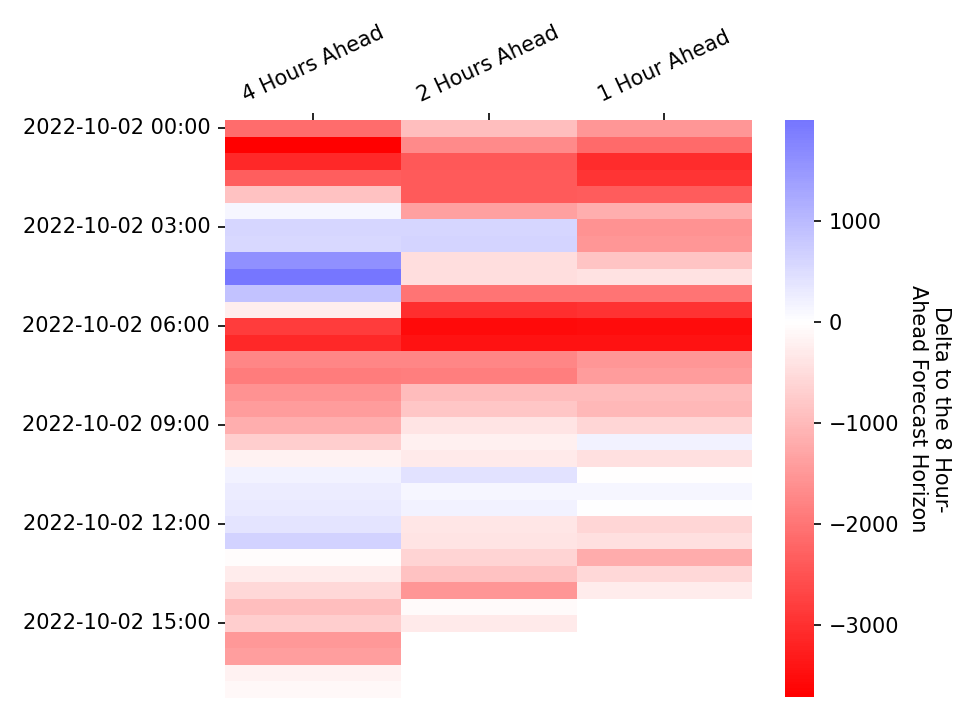 4 Hours Ahead
2 Hours Ahead
1 Hour Ahead
2022-10-02 00:00
2022-10-02 03:00
2022-10-02 06:00
2022-10-02 09:00
2022-10-02 12:00
2022-10-02 15:00
1000
0
−1000
−2000
−3000
Delta to the 8 Hour-
Ahead Forecast Horizon